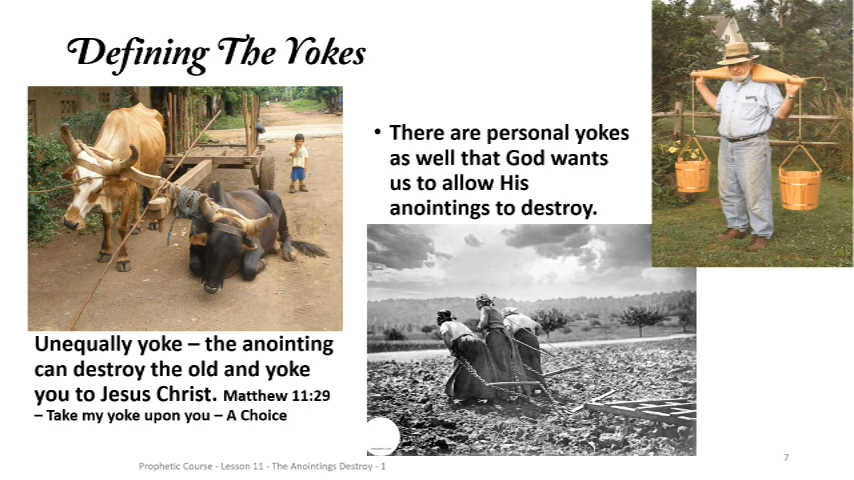 Defining The Yokes
• There are personal yokes
as well that God wants
us to allow His
anointings to destroy.
Unequally yoke – the anointing
can destroy the old and yoke
you to Jesus Christ. Matthew 11:29
– Take my yoke upon you – A Choice
Prophetic Course - Lesson 11 - The Anointings Destroy - 1
7